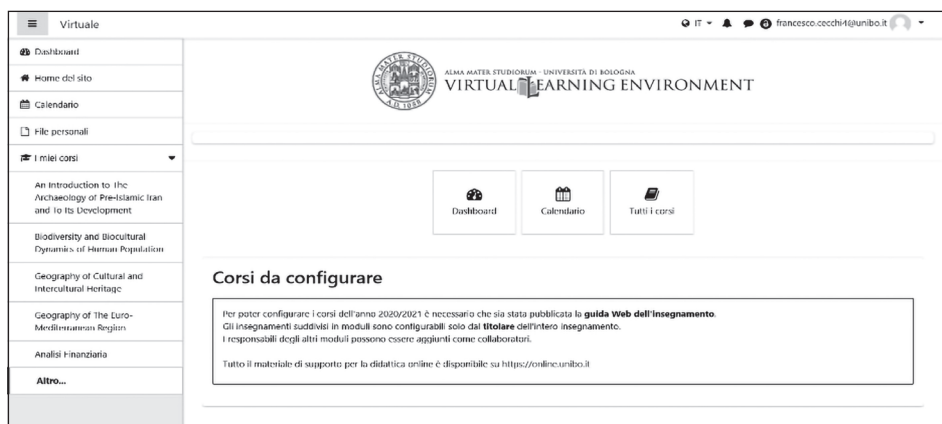 Virtuale
IT
francesco.cecchi4@unibo.it
Dashboard
Home del sito
Calendario
File personali
I miei corsi
An Introduction to The
Archaeology of Pre-Islamic Iran
and To Its Development
Biodiversity and Biocultural
Dynamics of Human Population
Geography of Cultural and
Intercultural Heritage
Geography of The Euro-
Mediterranean Region
Analisi Finanziaria
Altro...
ALMA MATER STUDIORUM
A.D. 1088
ALMA MATER STUDIORUM - UNIVERSITÀ DI BOLOGNA
VIRTUAL LEARNING ENVIRONMENT
Dashboard
Calendario
Tutti i corsi
Corsi da configurare
Per poter configurare i corsi dell'anno 2020/2021 è necessario che sia stata pubblicata la guida Web dell'insegnamento.
Gli insegnamenti suddivisi in moduli sono configurabili solo dal titolare dell'intero insegnamento.
I responsabili degli altri moduli possono essere aggiunti come collaboratori.
Tutto il materiale di supporto per la didattica online è disponibile su https://online.unibo.it